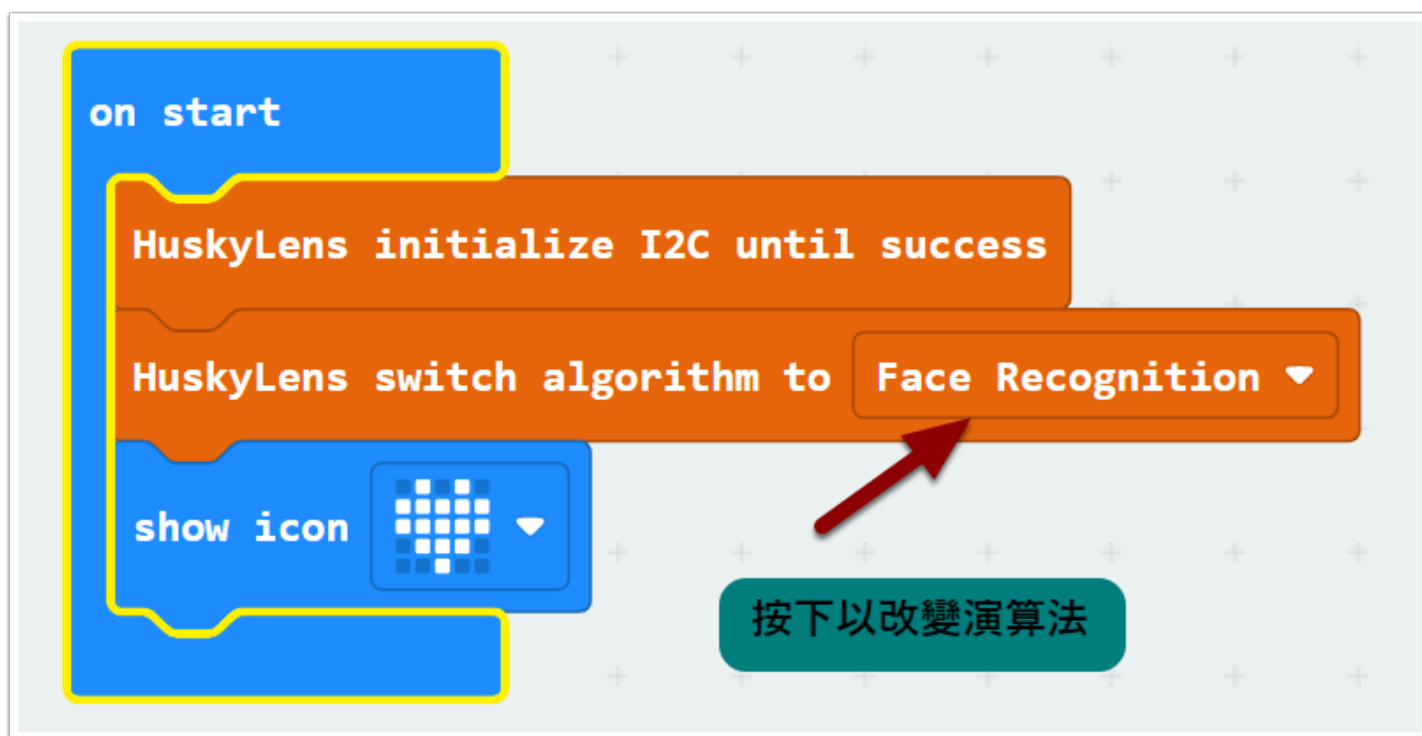 on start
HuskyLens initialize I2C until success
HuskyLens switch algorithm to Face Recognition
show icon
按下以改變演算法